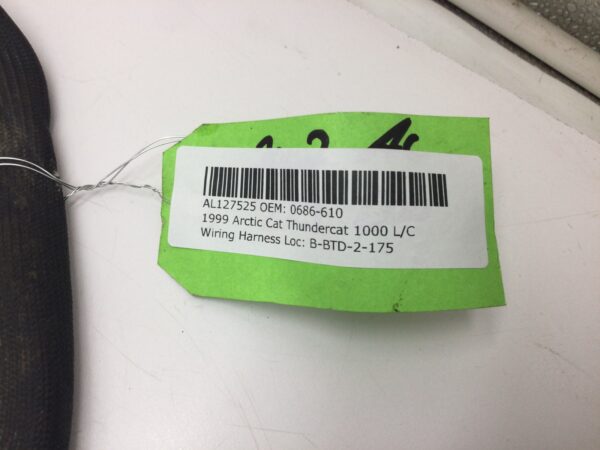 AL127525 OEM: 0686-610
1999 Arctic Cat Thundercat 1000 L/C
Wiring Harness Loc: B-BTD-2-175